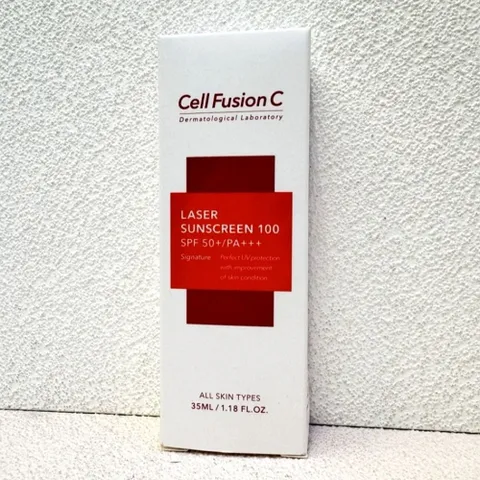 Cell Fusion C
Dermatological Laboratory
LASER
SUNSCREEN 100
SPF 50+/PA+++
Signature Perfect UV protection
with improvement
of skin condition
ALL SKIN TYPES
35ML / 1.18 FL.OZ.